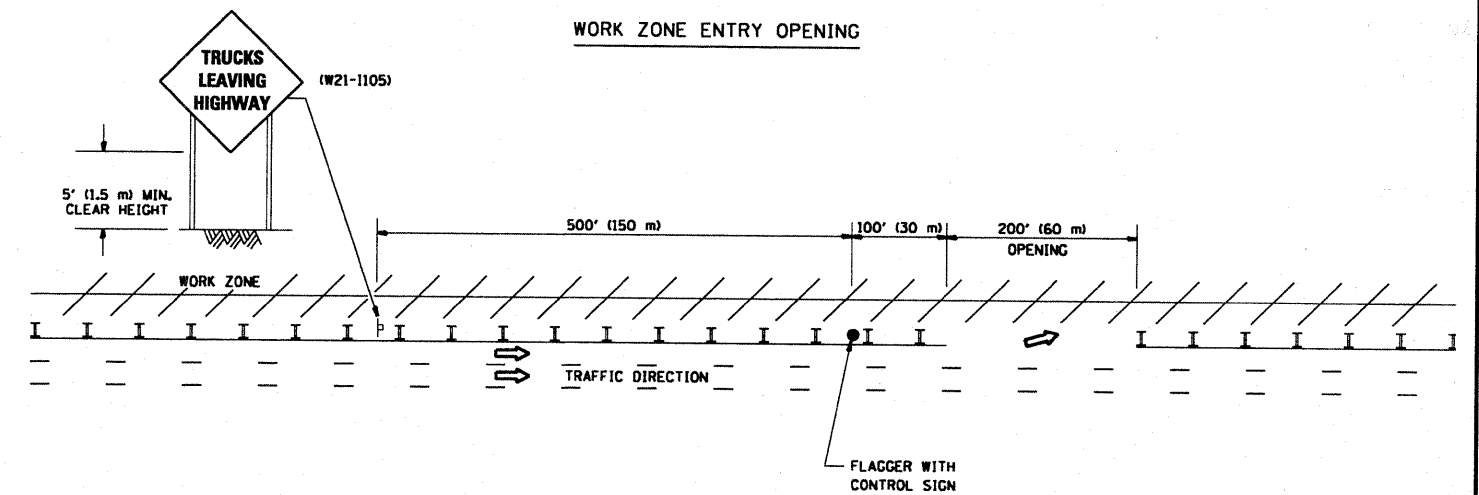 WORK ZONE ENTRY OPENING
TRUCKS
LEAVING
HIGHWAY
(W21-I105)
5' (1.5 m) MIN.
CLEAR HEIGHT
500' (150 m)
100' (30 m)
200' (60 m)
OPENING
WORK ZONE
TRAFFIC DIRECTION
FLAGGER WITH
CONTROL SIGN